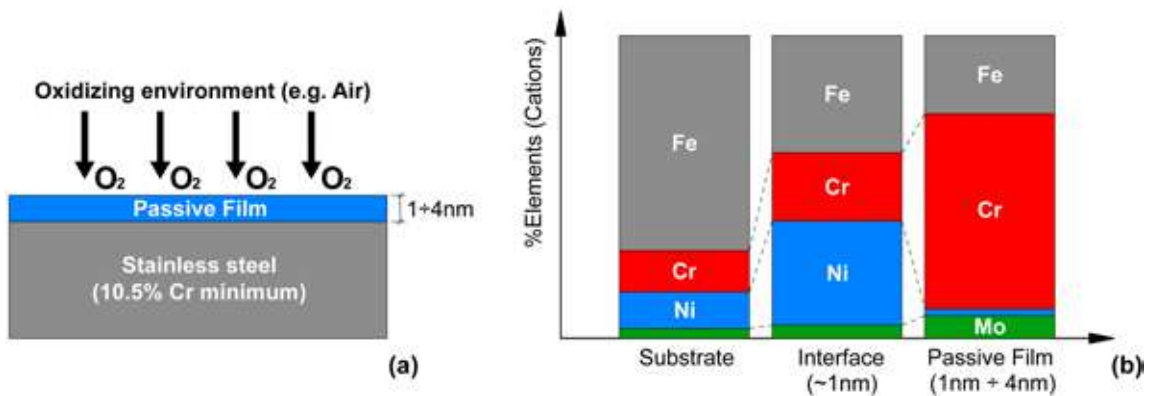 Oxidizing environment (e.g. Air)
O₂ O₂ O₂ O₂
Passive Film
1÷4nm
Stainless steel
(10.5% Cr minimum)
(a)
%Elements (Cations)
Fe
Cr
Ni
Fe
Cr
Ni
Fe
Cr
Mo
Substrate
Interface
(~1nm)
Passive Film
(1nm ÷ 4nm)
(b)